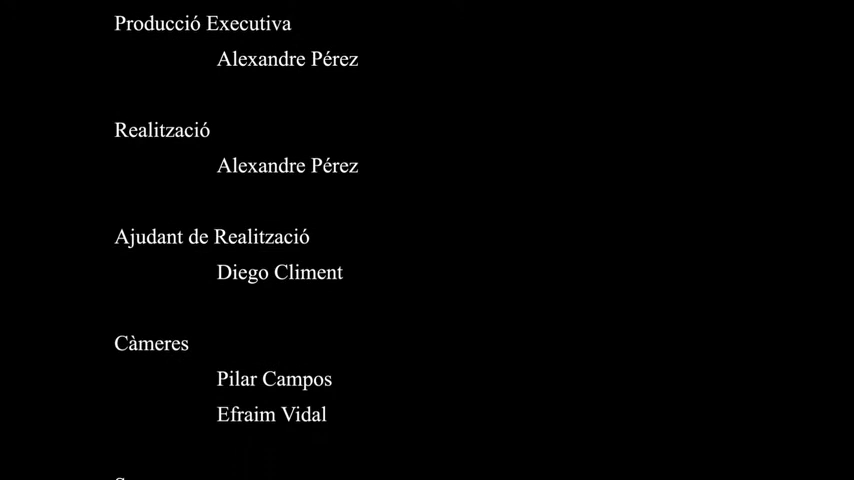 Producció Executiva
Alexandre Pérez
Realització
Alexandre Pérez
Ajudant de Realització
Diego Climent
Càmeres
Pilar Campos
Efraim Vidal